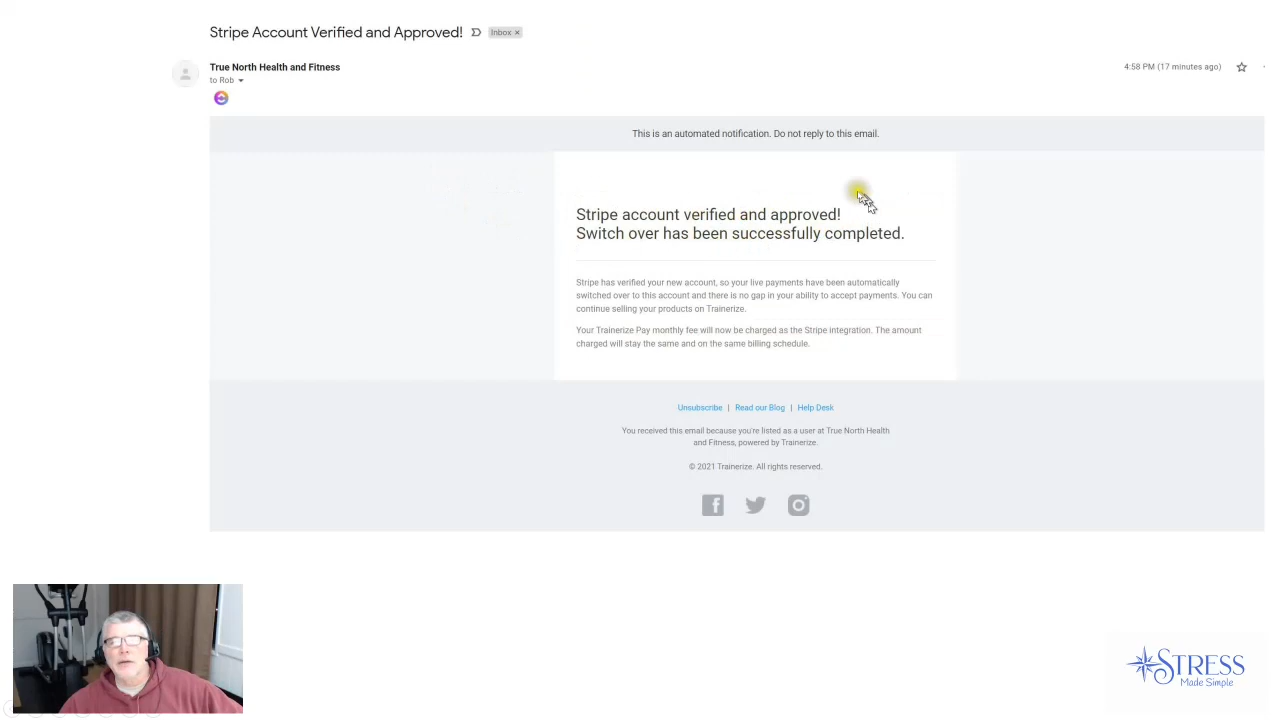 Stripe Account Verified and Approved!
Inbox ×
True North Health and Fitness
4:58 PM (17 minutes ago)
to Rob
This is an automated notification. Do not reply to this email.
Stripe account verified and approved!
Switch over has been successfully completed.
Stripe has verified your new account, so your live payments have been automatically
switched over to this account and there is no gap in your ability to accept payments. You can
continue selling your products on Trainerize.
Your Trainerize Pay monthly fee will now be charged as the Stripe integration. The amount
charged will stay the same and on the same billing schedule.
Unsubscribe | Read our Blog | Help Desk
You received this email because you're listed as a user at True North Health
and Fitness, powered by Trainerize.
© 2021 Trainerize. All rights reserved.
STRESS
Made Simple